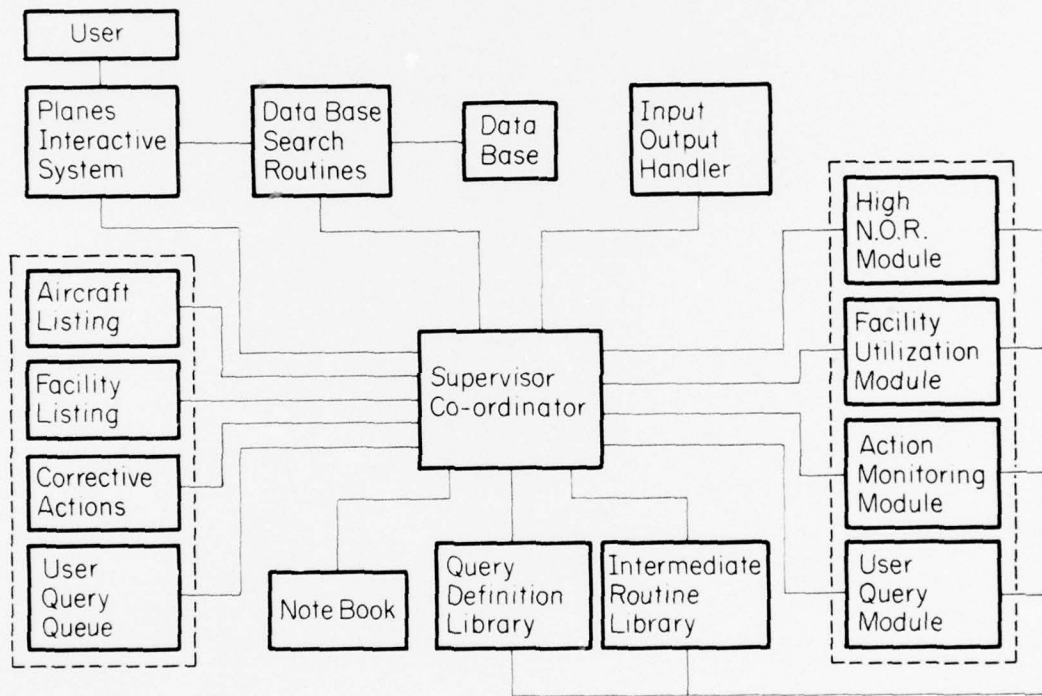 User
Planes
Interactive
System
Data Base
Search
Routines
Data
Base
Input
Output
Handler
High
N.O.R.
Module
Aircraft
Listing
Facility
Utilization
Module
Supervisor
Co-ordinator
Facility
Listing
Action
Monitoring
Module
Corrective
Actions
User
Query
Queue
Note Book
Query
Definition
Library
Intermediate
Routine
Library
User
Query
Module